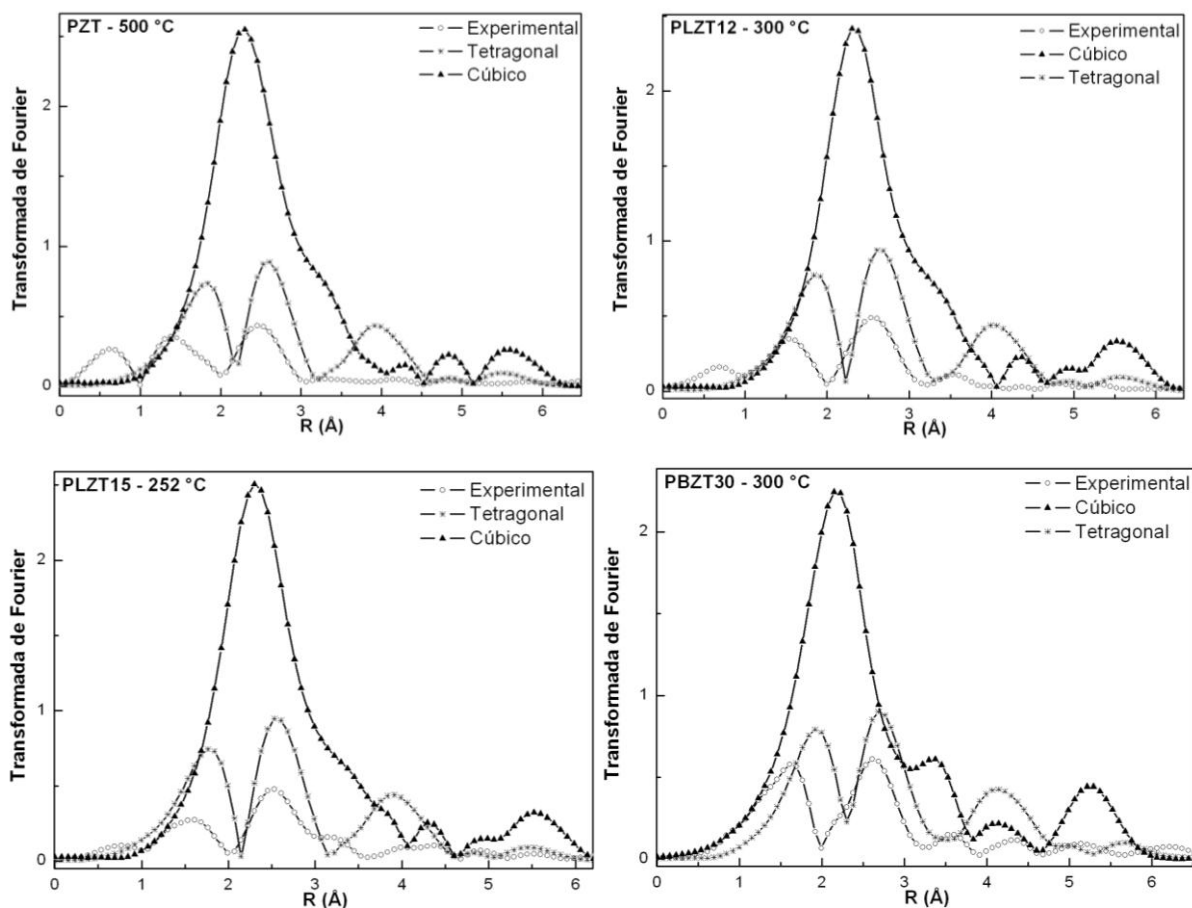 PZT - 500 °C
Experimental
Tetragonal
Cúbico
Transformada de Fourier
2
1
0
0 1 2 3 4 5 6
R (Å)
PLZT12 - 300 °C
Experimental
Cúbico
Tetragonal
Transformada de Fourier
2
1
0
0 1 2 3 4 5 6
R (Å)
PLZT15 - 252 °C
Experimental
Tetragonal
Cúbico
Transformada de Fourier
2
1
0
0 1 2 3 4 5 6
R (Å)
PBZT30 - 300 °C
Experimental
Cúbico
Tetragonal
Transformada de Fourier
2
1
0
0 1 2 3 4 5 6
R (Å)